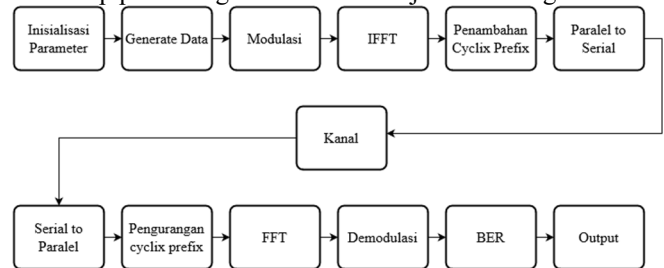 Inisialisasi
Parameter
Generate Data
Modulasi
IFFT
Penambahan
Cyclix Prefix
Paralel to
Serial
Kanal
Serial to
Paralel
Pengurangan
cyclix prefix
FFT
Demodulasi
BER
Output